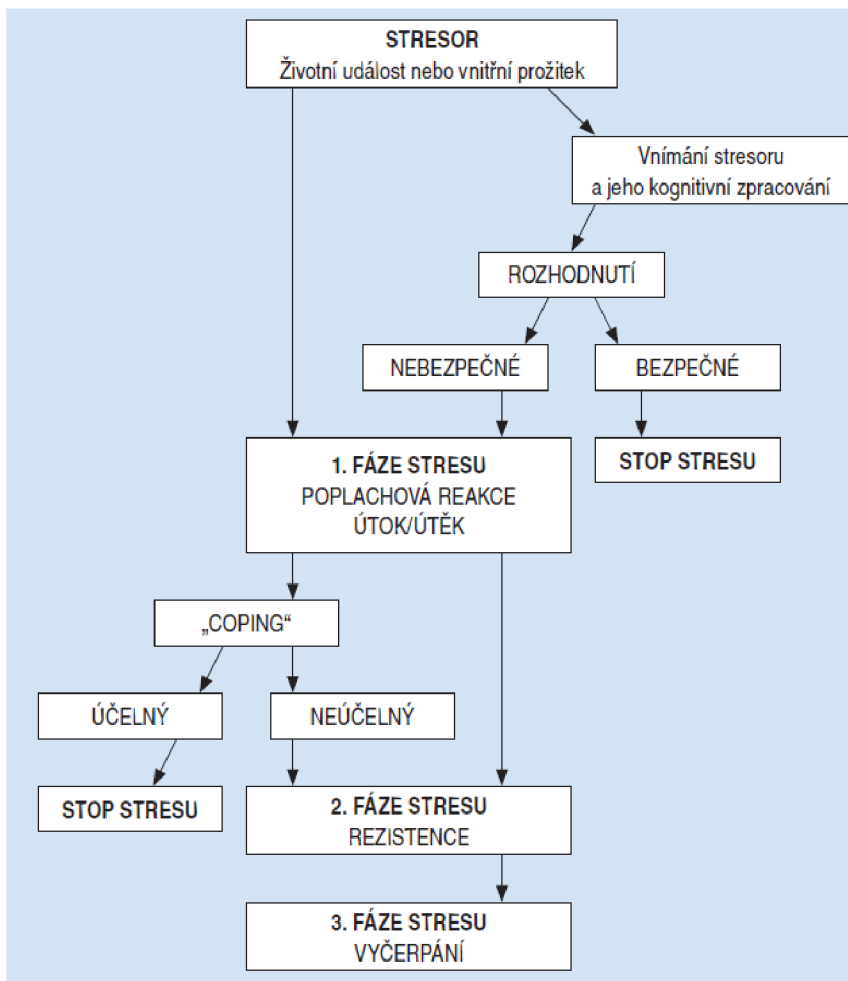 STRESOR
Životní událost nebo vnitřní prožitek
Vnímání stresoru
a jeho kognitivní zpracování
ROZHODNUTÍ
NEBEZPEČNÉ
BEZPEČNÉ
1. FÁZE STRESU
POPLACHOVÁ REAKCE
ÚTOK/ÚTĚK
STOP STRESU
„COPING“
ÚČELNÝ
NEÚČELNÝ
STOP STRESU
2. FÁZE STRESU
REZISTENCE
3. FÁZE STRESU
VYČERPÁNÍ